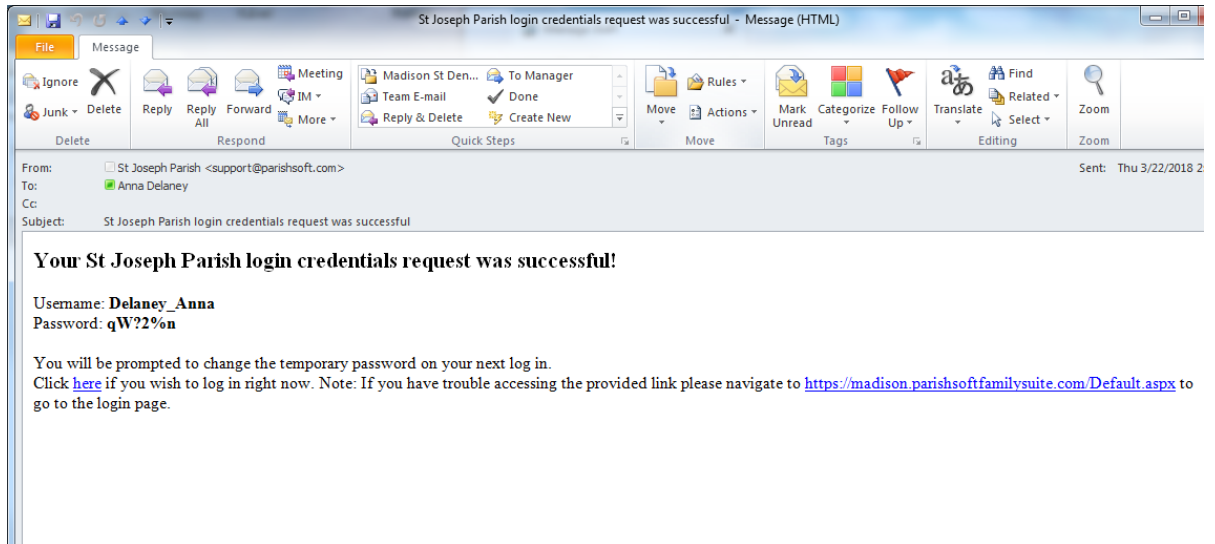 St Joseph Parish login credentials request was successful - Message (HTML)
File Message
Ignore
Junk
Delete
Delete
Reply
Reply All
Forward
Meeting
IM
More
Respond
Madison St Den...
Team E-mail
Reply & Delete
To Manager
Done
Create New
Quick Steps
Move
Rules
Actions
Move
Mark Unread
Categorize
Follow Up
Tags
Translate
Find
Related
Select
Editing
Zoom
Zoom
From: St Joseph Parish <support@parishsoft.com>
Sent: Thu 3/22/2018 2:
To: Anna Delaney
Cc:
Subject: St Joseph Parish login credentials request was successful
Your St Joseph Parish login credentials request was successful!
Username: Delaney_Anna
Password: qW?2%n
You will be prompted to change the temporary password on your next log in.
Click here if you wish to log in right now. Note: If you have trouble accessing the provided link please navigate to https://madison.parishsoftfamilysuite.com/Default.aspx to
go to the login page.